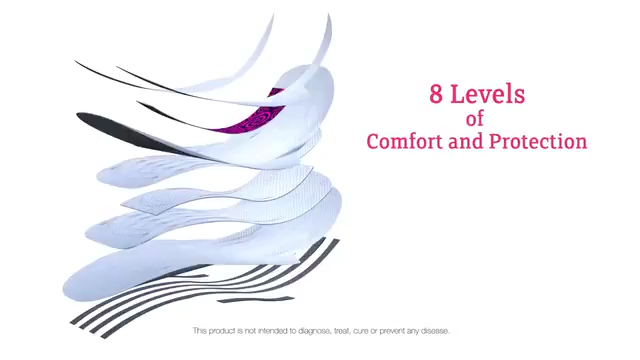 8 Levels
of
Comfort and Protection
This product is not intended to diagnose, treat, cure or prevent any disease.